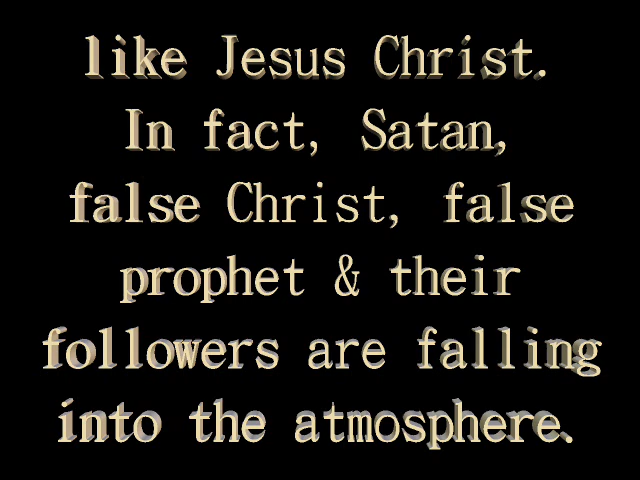 like Jesus Christ.
In fact, Satan,
false Christ, false
prophet & their
followers are falling
into the atmosphere.